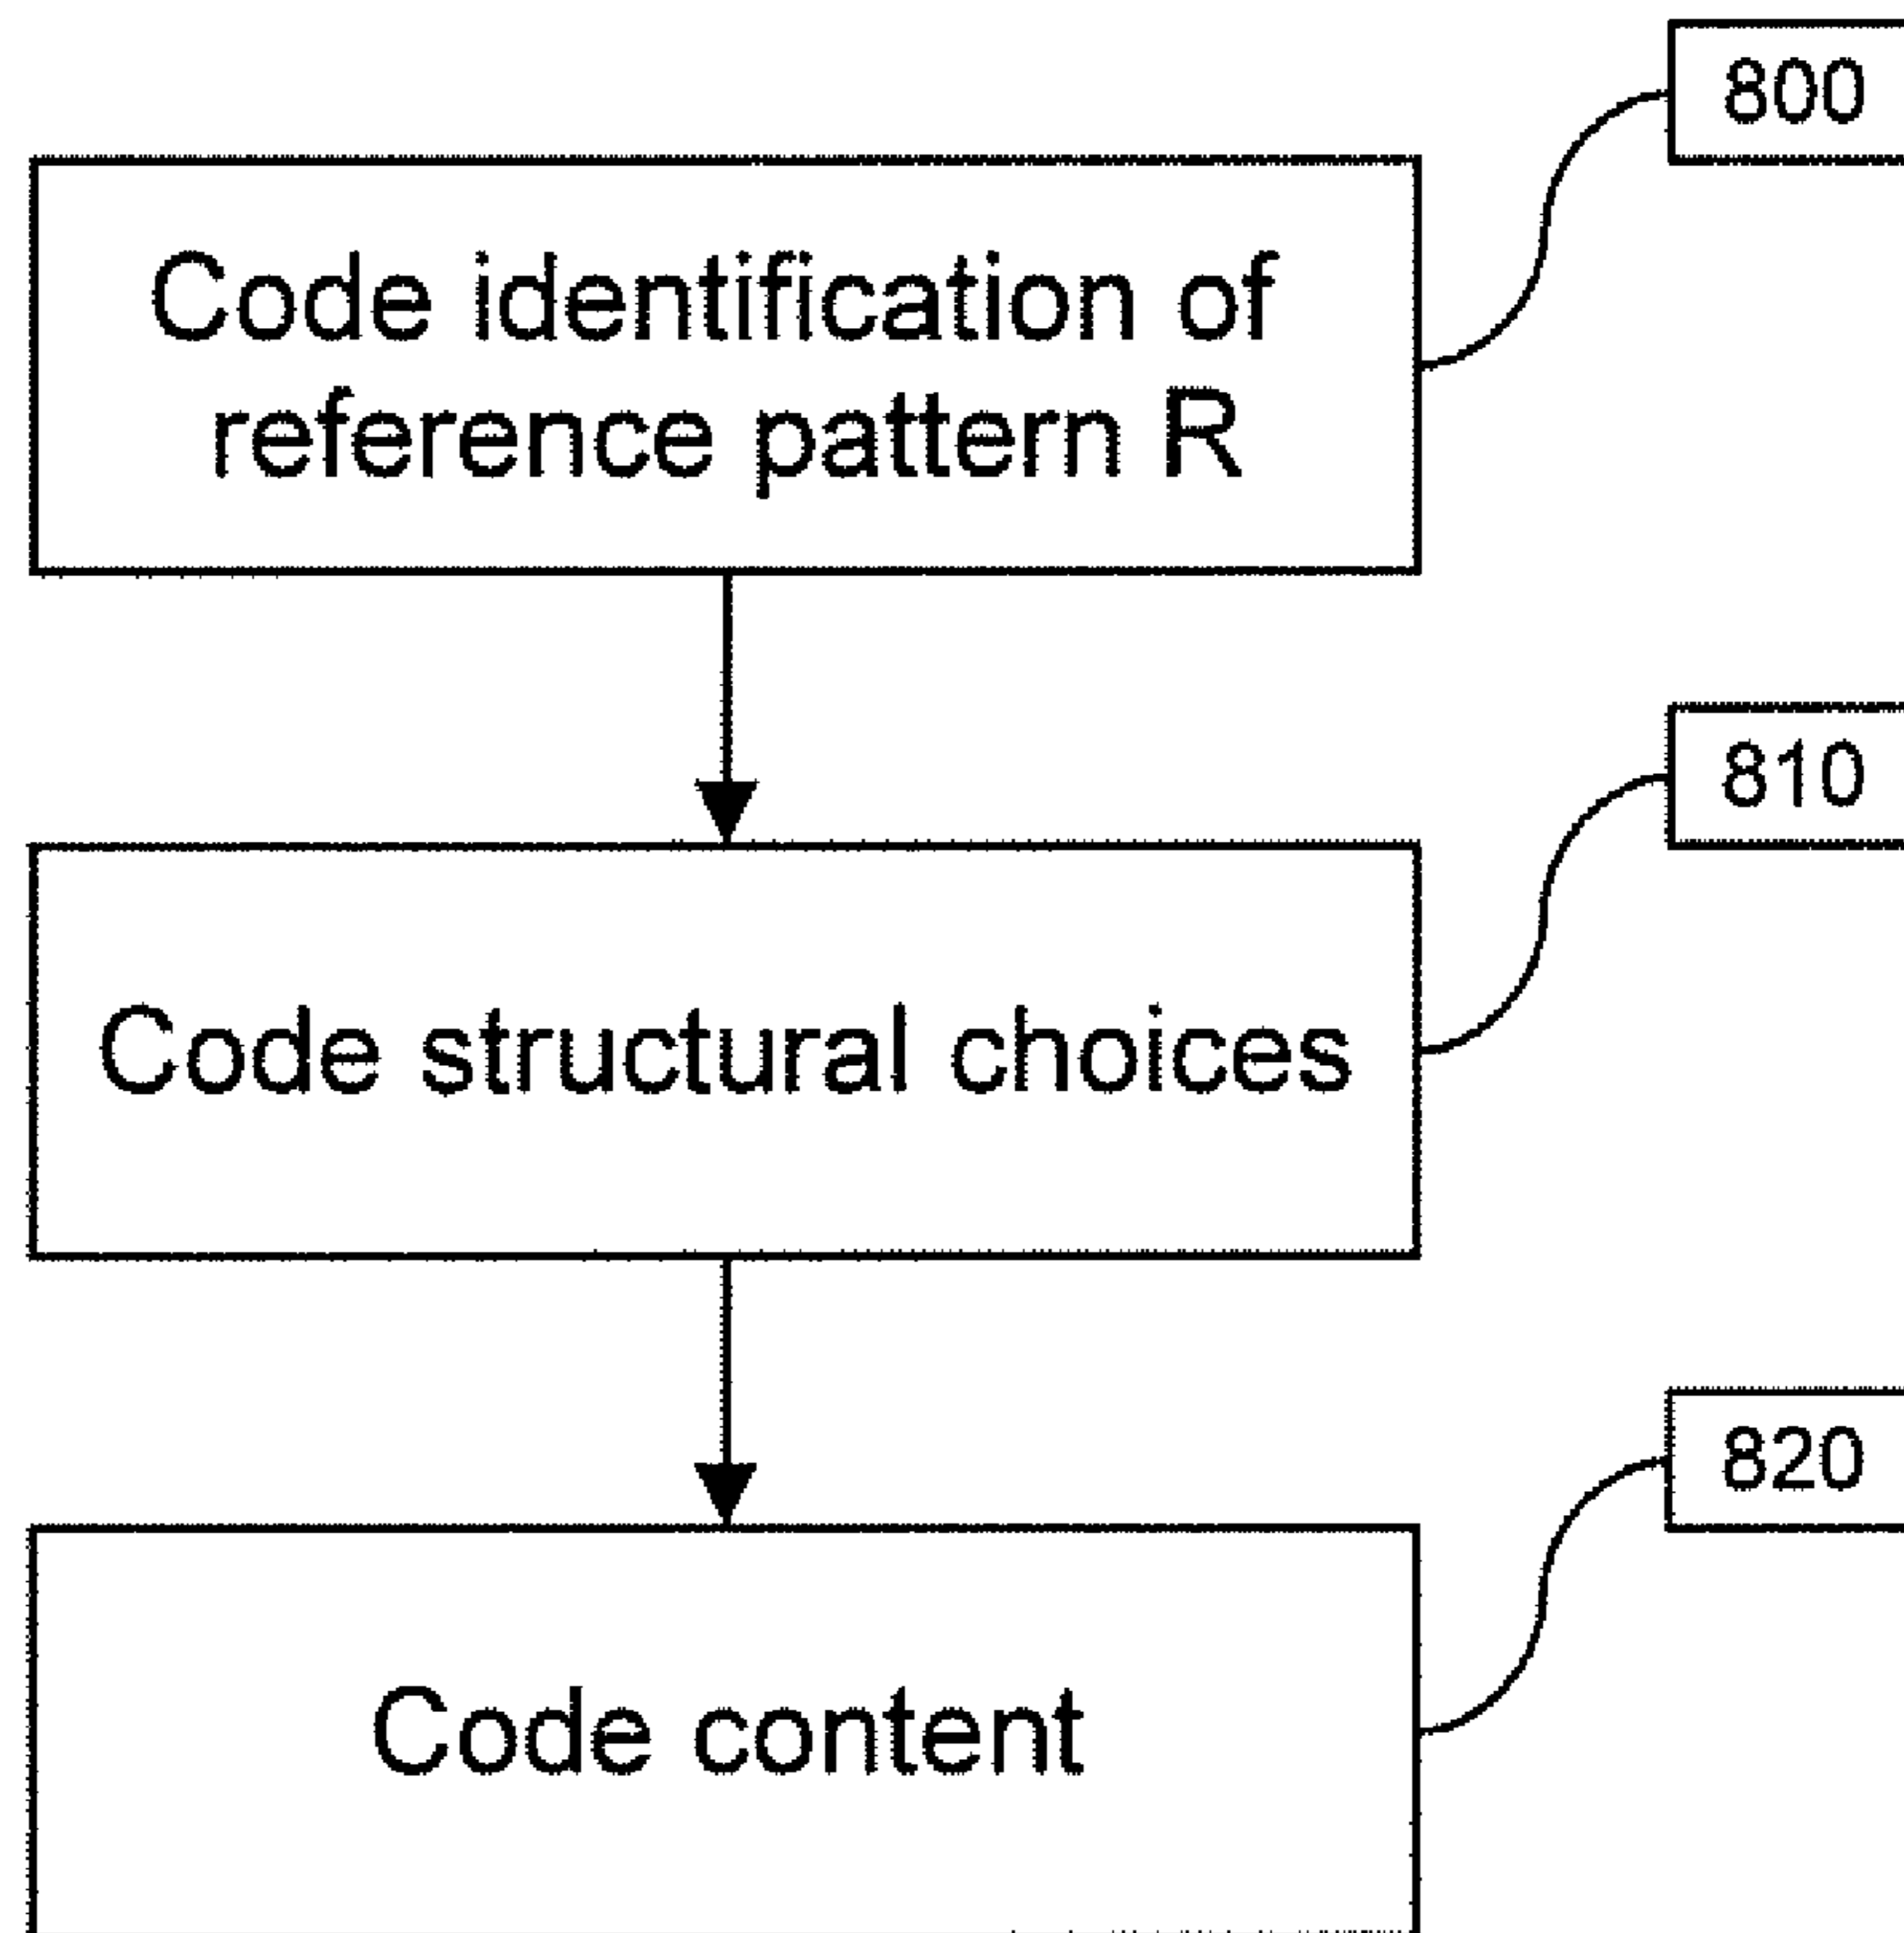 800
Code identification of
reference pattern R
810
Code structural choices
820
Code content